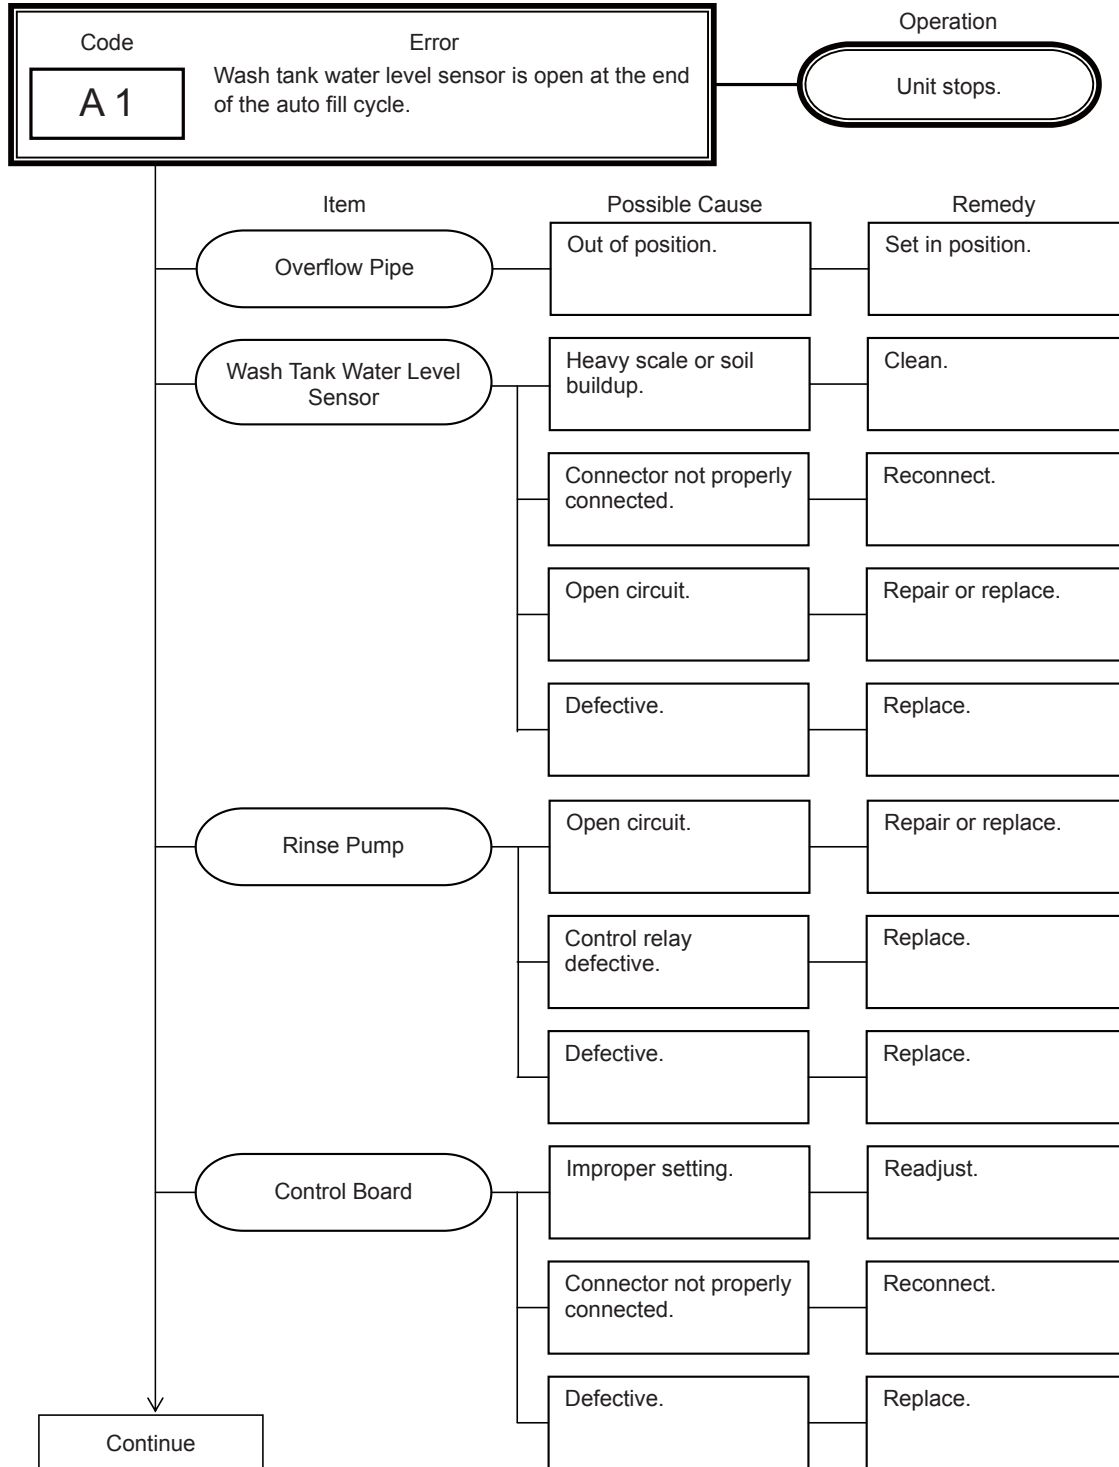 Code
Error
Operation
A 1
Wash tank water level sensor is open at the end
of the auto fill cycle.
Unit stops.
Item
Possible Cause
Remedy
Overflow Pipe
Out of position.
Set in position.
Wash Tank Water Level
Sensor
Heavy scale or soil
buildup.
Clean.
Connector not properly
connected.
Reconnect.
Open circuit.
Repair or replace.
Defective.
Replace.
Rinse Pump
Open circuit.
Repair or replace.
Control relay
defective.
Replace.
Defective.
Replace.
Control Board
Improper setting.
Readjust.
Connector not properly
connected.
Reconnect.
Defective.
Replace.
Continue